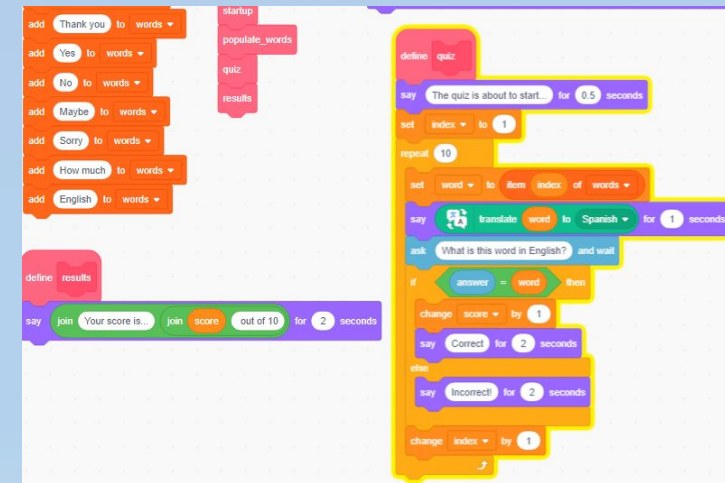 add Thank you to words
add Yes to words
add No to words
add Maybe to words
add Sorry to words
add How much to words
add English to words
define results
say join Your score is... join score out of 10 for 2 seconds
startup
populate_words
quiz
results
define quiz
say The quiz is about to start... for 0.5 seconds
set index to 1
repeat 10
set word to item index of words
say translate word to Spanish for 1 seconds
ask What is this word in English? and wait
if answer = word then
change score by 1
say Correct for 2 seconds
else
say Incorrect! for 2 seconds
change index by 1